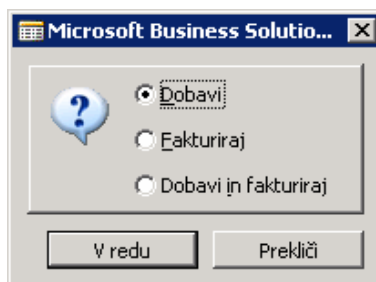 Microsoft Business Solutio...
Dobavi
Fakturiraj
Dobavi in fakturiraj
V redu
Prekliči